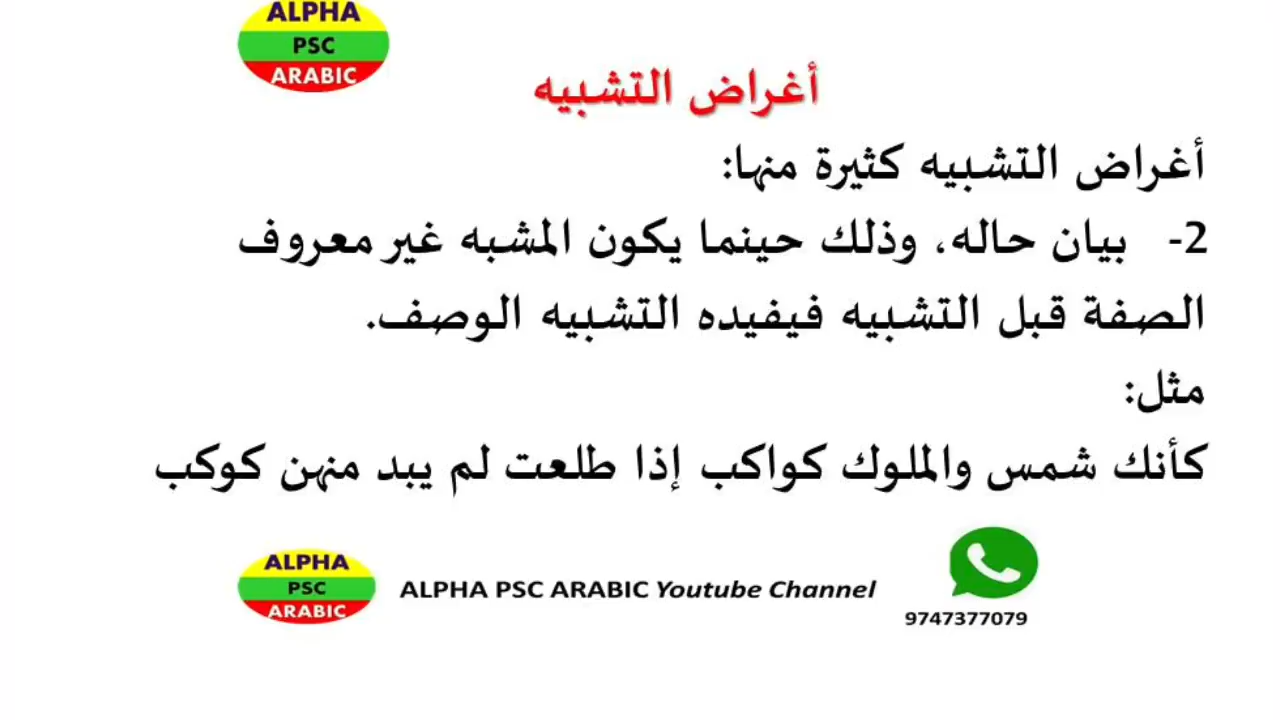 ALPHA
PSC
ARABIC
أغراض التشبيه
أغراض التشبيه كثيرة منها:
2- بيان حاله، وذلك حينما يكون المشبه غير معروف
الصفة قبل التشبيه فيفيده التشبيه الوصف.
مثل:
كأنك شمس والملوك كواكب إذا طلعت لم يبد منهن كوكب
ALPHA
PSC
ARABIC
ALPHA PSC ARABIC Youtube Channel
9747377079